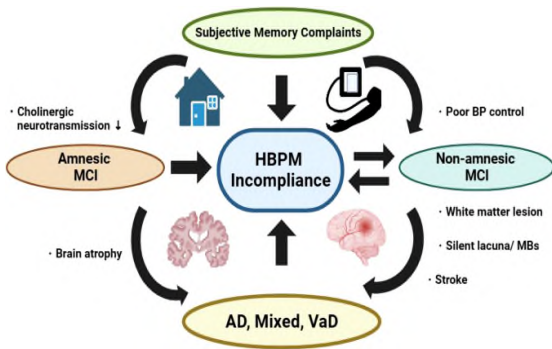 Subjective Memory Complaints
· Cholinergic
neurotransmission ↓
· Poor BP control
Amnesic
MCI
HBPM
Incompliance
Non-amnesic
MCI
· Brain atrophy
· White matter lesion
· Silent lacuna/ MBs
· Stroke
AD, Mixed, VaD